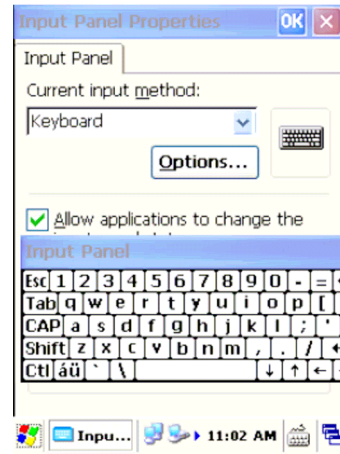 Input Panel Properties OK
Input Panel
Current input method:
Keyboard
Options...
Allow applications to change the
Input Panel
Esc 1 2 3 4 5 6 7 8 9 0 - =
Tab q w e r t y u i o p [
CAP a s d f g h j k l ; '
Shift z x c v b n m , . /
Ctl áü ` \ ↓ ↑ ←
Inpu... 11:02 AM